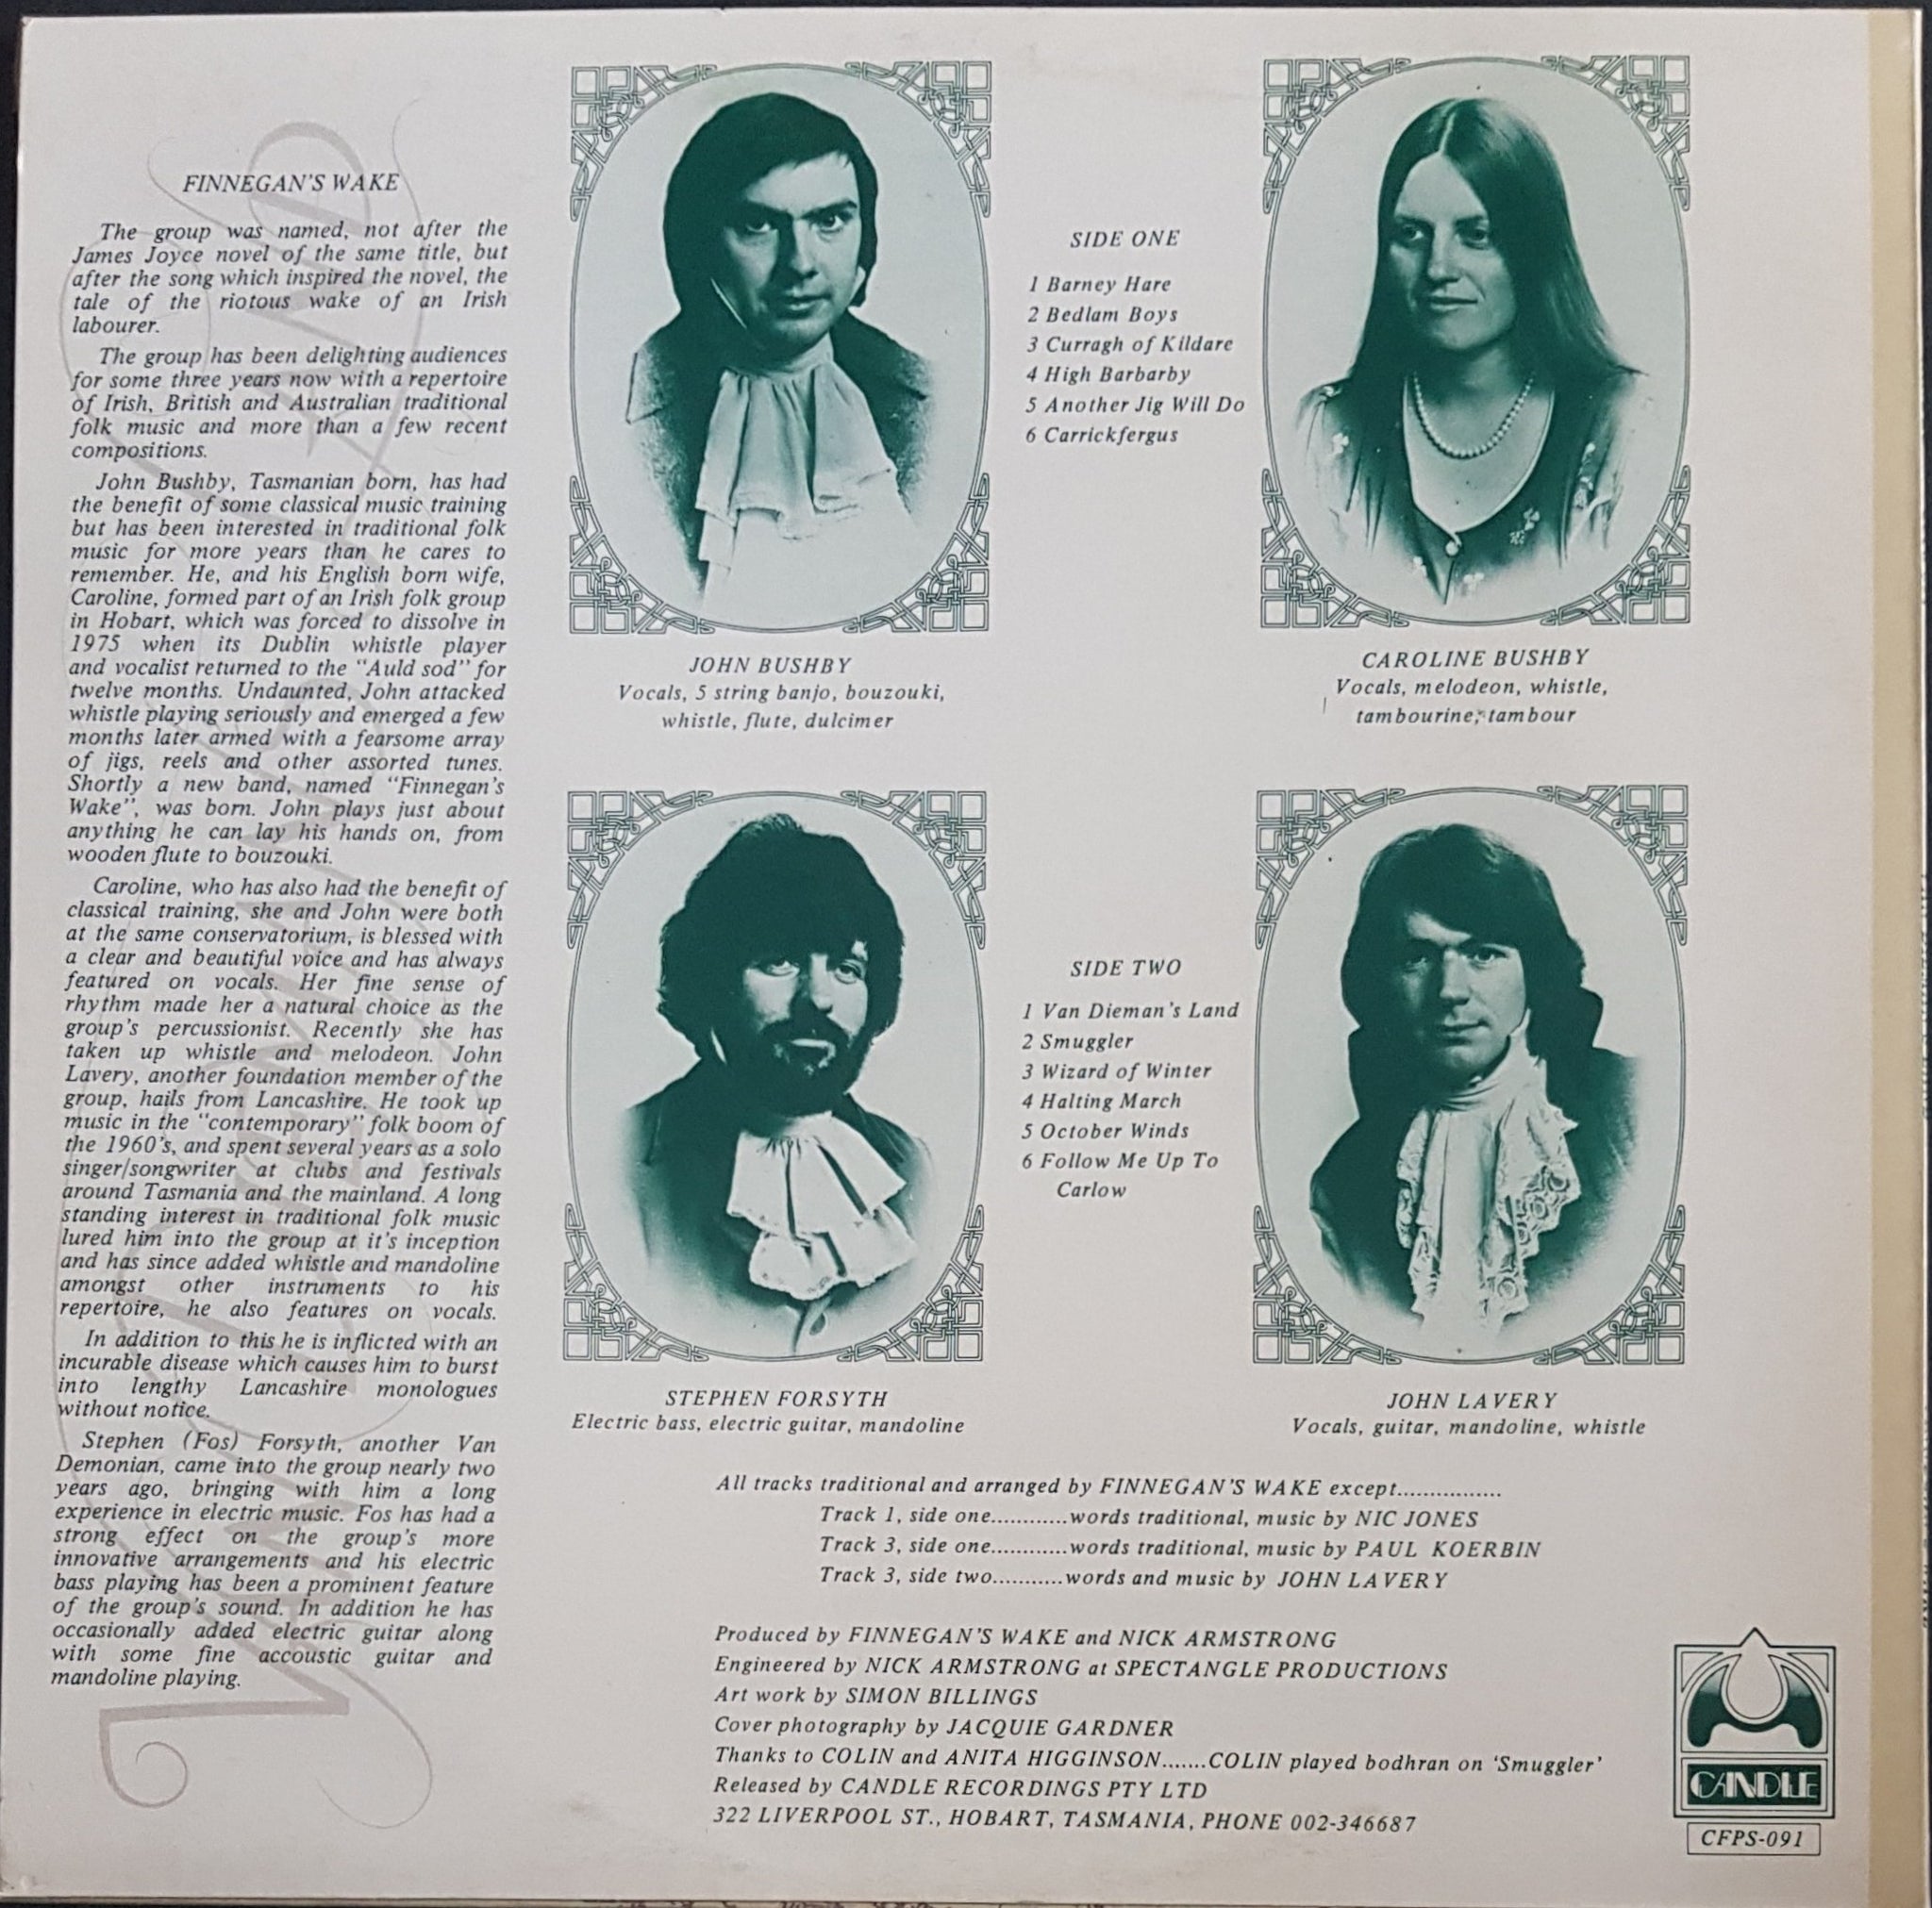 FINNEGAN'S WAKE
The group was named, not after the
James Joyce novel of the same title, but
after the song which inspired the novel, the
tale of the riotous wake of an Irish
labourer.
The group has been delighting audiences
for some three years now with a repertoire
of Irish, British and Australian traditional
folk music and more than a few recent
compositions.
John Bushby, Tasmanian born, has had
the benefit of some classical music training
but has been interested in traditional folk
music for more years than he cares to
remember. He, and his English born wife,
Caroline, formed part of an Irish folk group
in Hobart, which was forced to dissolve in
1975 when its Dublin whistle player
and vocalist returned to the "Auld sod" for
twelve months. Undaunted, John attacked
whistle playing seriously and emerged a few
months later armed with a fearsome array
of jigs, reels and other assorted tunes.
Shortly a new band, named "Finnegan's
Wake", was born. John plays just about
anything he can lay his hands on, from
wooden flute to bouzouki.
Caroline, who has also had the benefit of
classical training, she and John were both
at the same conservatorium, is blessed with
a clear and beautiful voice and has always
featured on vocals. Her fine sense of
rhythm made her a natural choice as the
group's percussionist. Recently she has
taken up whistle and melodeon. John
Lavery, another foundation member of the
group, hails from Lancashire. He took up
music in the "contemporary" folk boom of
the 1960's, and spent several years as a solo
singer/songwriter at clubs and festivals
around Tasmania and the mainland. A long
standing interest in traditional folk music
lured him into the group at it's inception
and has since added whistle and mandoline
amongst other instruments to his
repertoire, he also features on vocals.
In addition to this he is inflicted with an
incurable disease which causes him to burst
into lengthy Lancashire monologues
without notice.
Stephen (Fos) Forsyth, another Van
Demonian, came into the group nearly two
years ago, bringing with him a long
experience in electric music. Fos has had a
strong effect on the group's more
innovative arrangements and his electric
bass playing has been a prominent feature
of the group's sound. In addition he has
occasionally added electric guitar along
with some fine accoustic guitar and
mandoline playing.
JOHN BUSHBY
Vocals, 5 string banjo, bouzouki,
whistle, flute, dulcimer
SIDE ONE
1 Barney Hare
2 Bedlam Boys
3 Curragh of Kildare
4 High Barbarby
5 Another Jig Will Do
6 Carrickfergus
CAROLINE BUSHBY
Vocals, melodeon, whistle,
tambourine, tambour
STEPHEN FORSYTH
Electric bass, electric guitar, mandoline
SIDE TWO
1 Van Dieman's Land
2 Smuggler
3 Wizard of Winter
4 Halting March
5 October Winds
6 Follow Me Up To
Carlow
JOHN LAVERY
Vocals, guitar, mandoline, whistle
All tracks traditional and arranged by FINNEGAN'S WAKE except................
Track 1, side one............words traditional, music by NIC JONES
Track 3, side one............words traditional, music by PAUL KOERBIN
Track 3, side two...........words and music by JOHN LAVERY
Produced by FINNEGAN'S WAKE and NICK ARMSTRONG
Engineered by NICK ARMSTRONG at SPECTANGLE PRODUCTIONS
Art work by SIMON BILLINGS
Cover photography by JACQUIE GARDNER
Thanks to COLIN and ANITA HIGGINSON.......COLIN played bodhran on 'Smuggler'
Released by CANDLE RECORDINGS PTY LTD
322 LIVERPOOL ST., HOBART, TASMANIA, PHONE 002-346687
CANDLE
CFPS-091